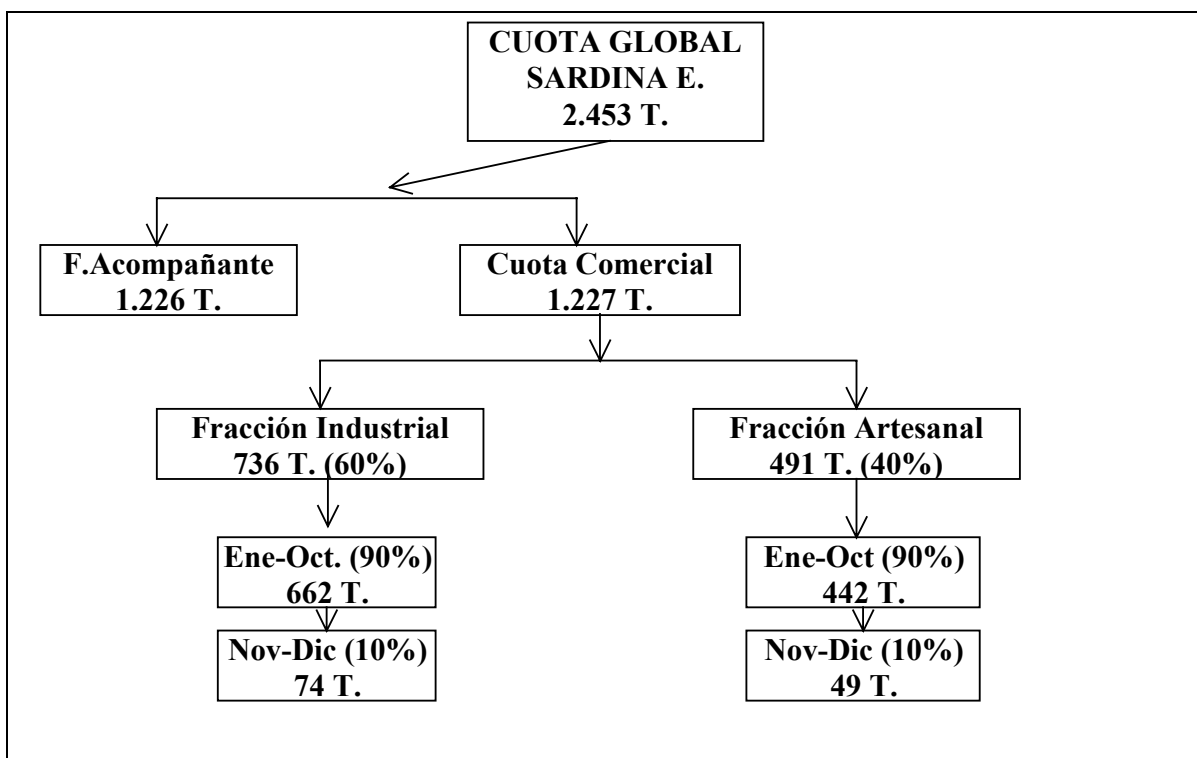 CUOTA GLOBAL
SARDINA E.
2.453 T.
F.Acompañante
1.226 T.
Cuota Comercial
1.227 T.
Fracción Industrial
736 T. (60%)
Fracción Artesanal
491 T. (40%)
Ene-Oct. (90%)
662 T.
Ene-Oct (90%)
442 T.
Nov-Dic (10%)
74 T.
Nov-Dic (10%)
49 T.